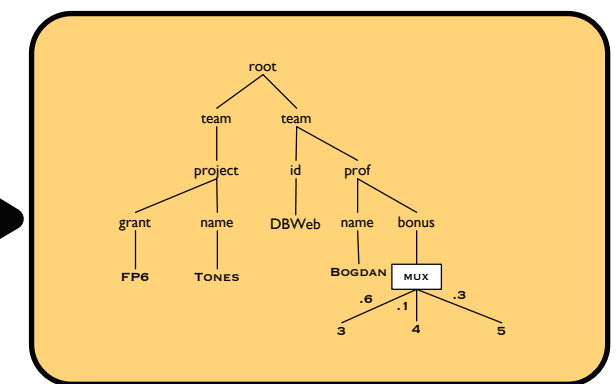 root
team team
project id prof
grant name DBWeb name bonus
FP6 TONES BOGDAN MUX
.6 .1 .3
3 4 5